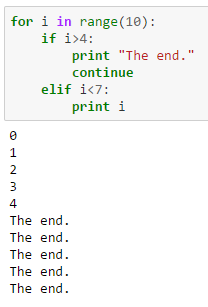 for i in range(10):
    if i>4:
        print "The end."
        continue
    elif i<7:
        print i
0
1
2
3
4
The end.
The end.
The end.
The end.
The end.